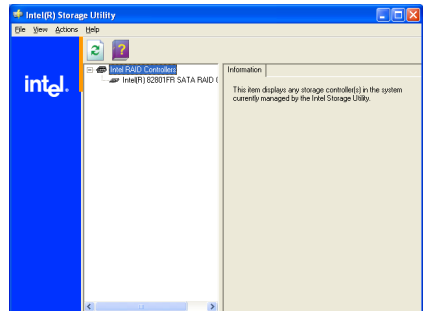 Intel(R) Storage Utility
File View Actions Help
intel.
Intel RAID Controllers
Intel(R) 82801FR SATA RAID (
Information
This item displays any storage controller(s) in the system
currently managed by the Intel Storage Utility.